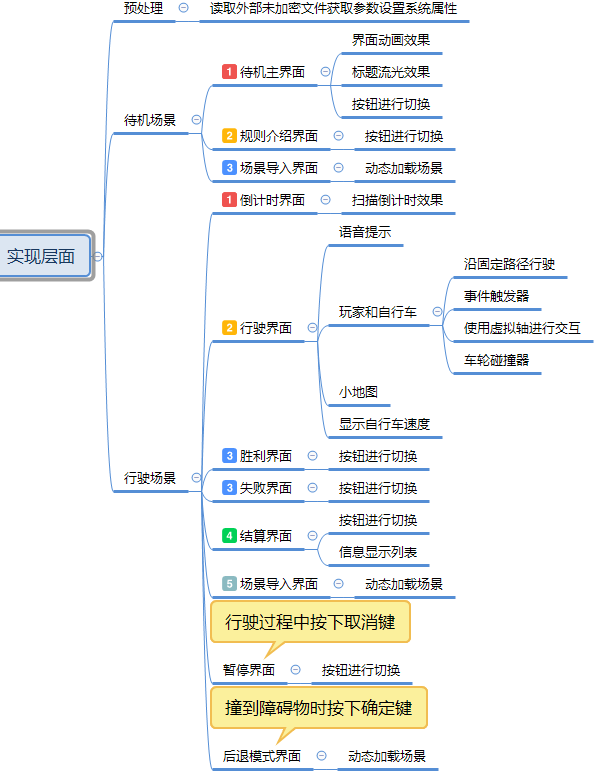 预处理
读取外部未加密文件获取参数设置系统属性
界面动画效果
1 待机主界面
标题流光效果
按钮进行切换
待机场景
2 规则介绍界面
按钮进行切换
3 场景导入界面
动态加载场景
1 倒计时界面
扫描倒计时效果
语音提示
实现层面
沿固定路径行驶
事件触发器
玩家和自行车
2 行驶界面
使用虚拟轴进行交互
车轮碰撞器
小地图
显示自行车速度
3 胜利界面
按钮进行切换
行驶场景
3 失败界面
按钮进行切换
按钮进行切换
4 结算界面
信息显示列表
5 场景导入界面
动态加载场景
行驶过程中按下取消键
暂停界面
按钮进行切换
撞到障碍物时按下确定键
后退模式界面
动态加载场景